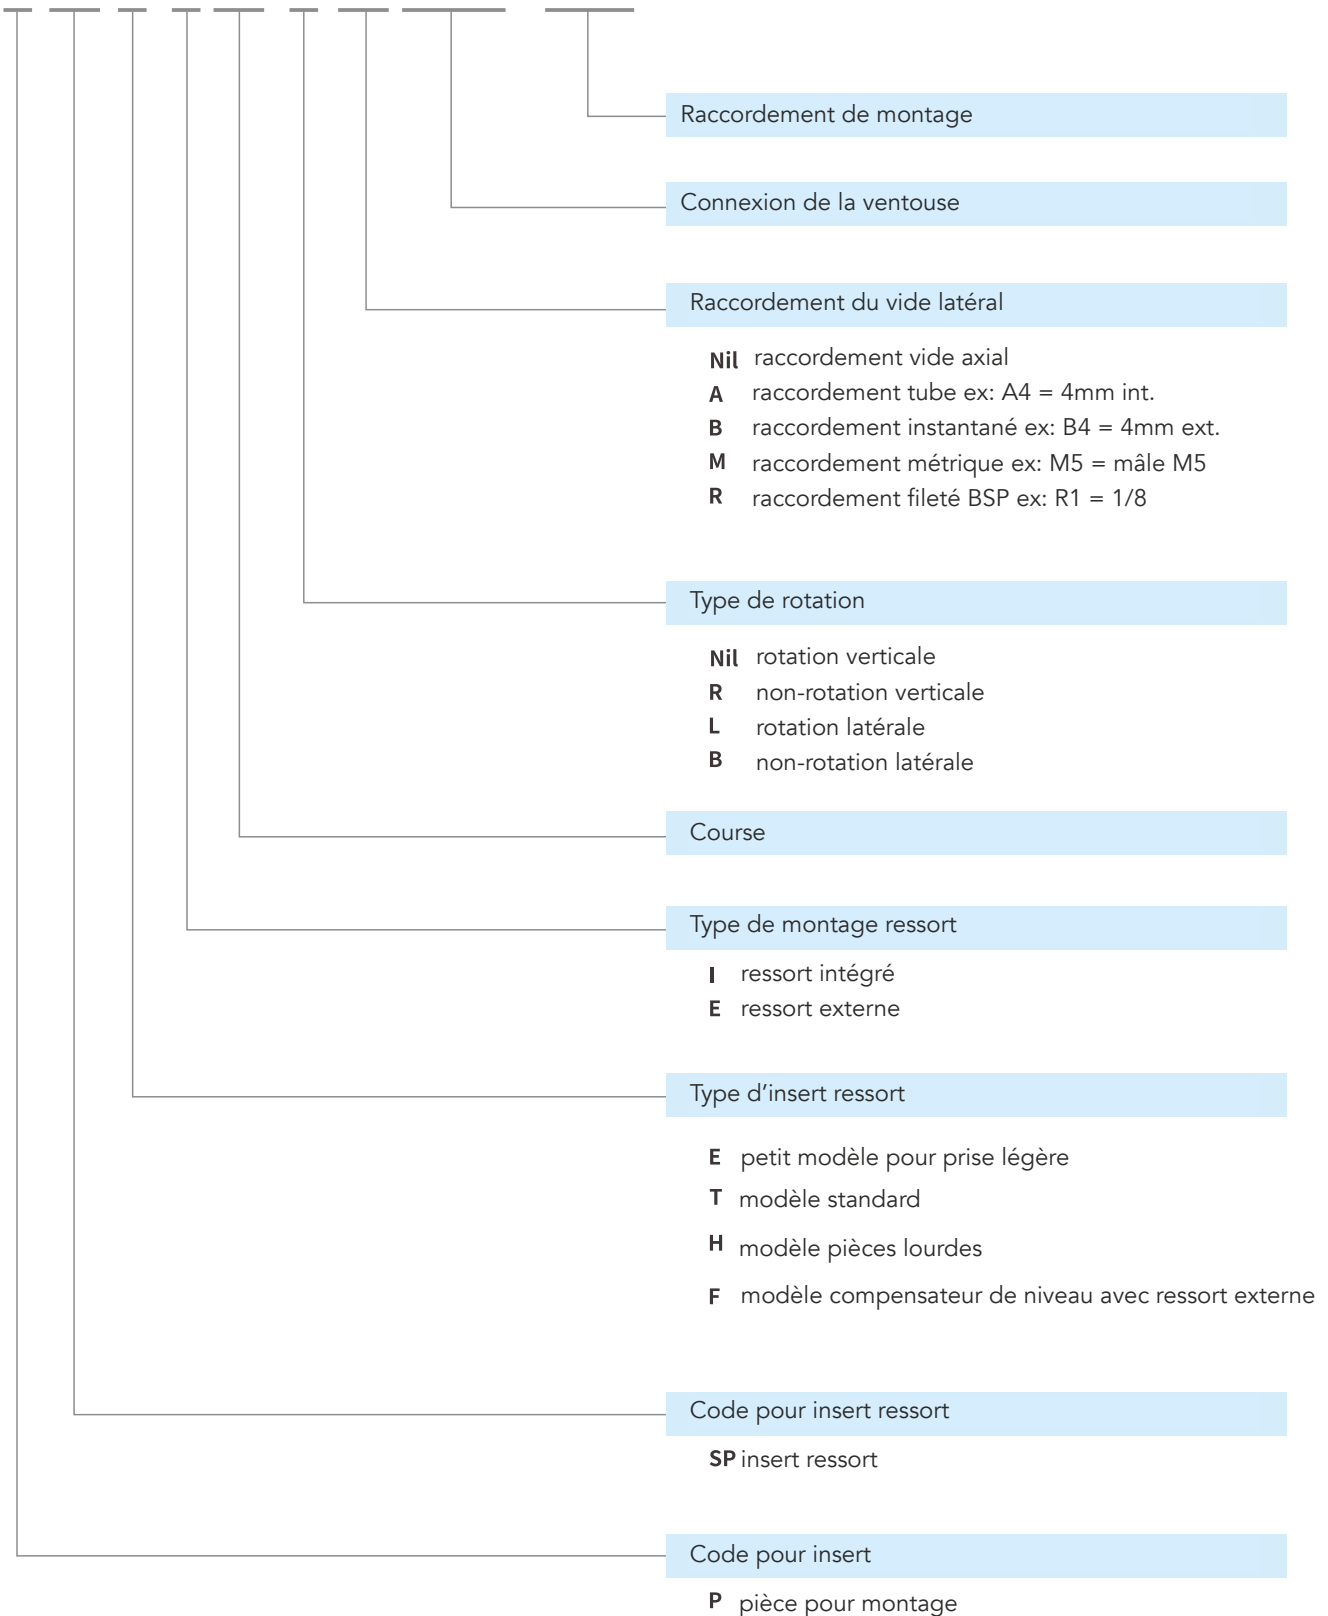 Raccordement de montage
Connexion de la ventouse
Raccordement du vide latéral
Nil raccordement vide axial
A raccordement tube ex: A4 = 4mm int.
B raccordement instantané ex: B4 = 4mm ext.
M raccordement métrique ex: M5 = mâle M5
R raccordement fileté BSP ex: R1 = 1/8
Type de rotation
Nil rotation verticale
R non-rotation verticale
L rotation latérale
B non-rotation latérale
Course
Type de montage ressort
I ressort intégré
E ressort externe
Type d’insert ressort
E petit modèle pour prise légère
T modèle standard
H modèle pièces lourdes
F modèle compensateur de niveau avec ressort externe
Code pour insert ressort
SP insert ressort
Code pour insert
P pièce pour montage